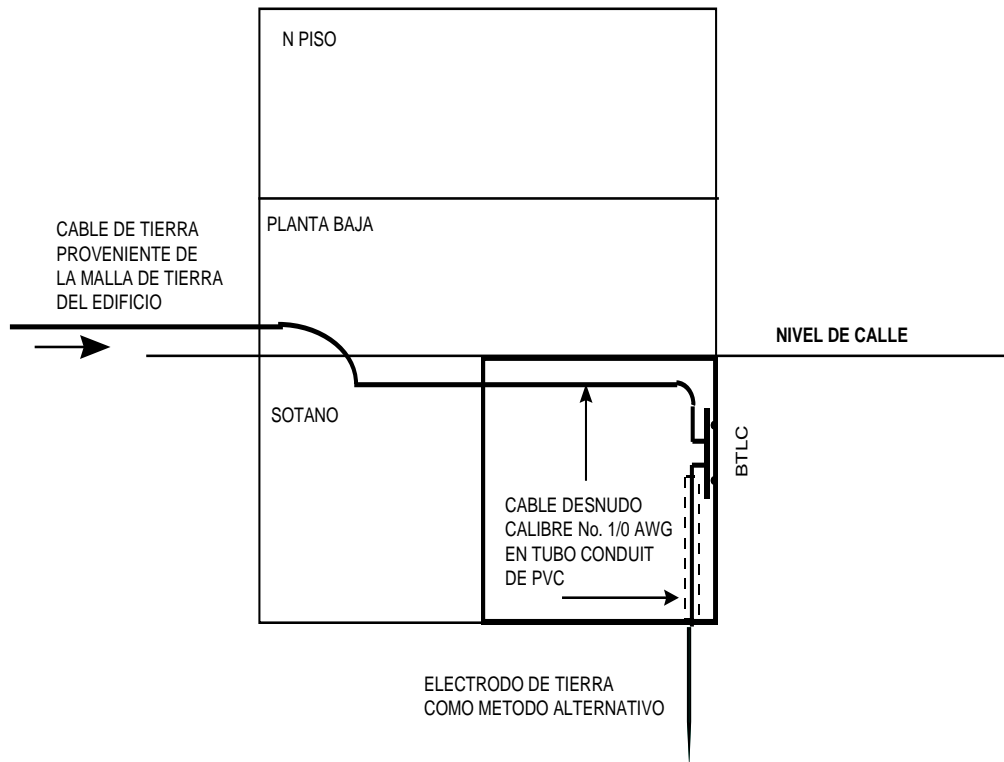 N PISO
PLANTA BAJA
CABLE DE TIERRA
PROVENIENTE DE
LA MALLA DE TIERRA
DEL EDIFICIO
NIVEL DE CALLE
SOTANO
BTLC
CABLE DESNUDO
CALIBRE No. 1/0 AWG
EN TUBO CONDUIT
DE PVC
ELECTRODO DE TIERRA
COMO METODO ALTERNATIVO